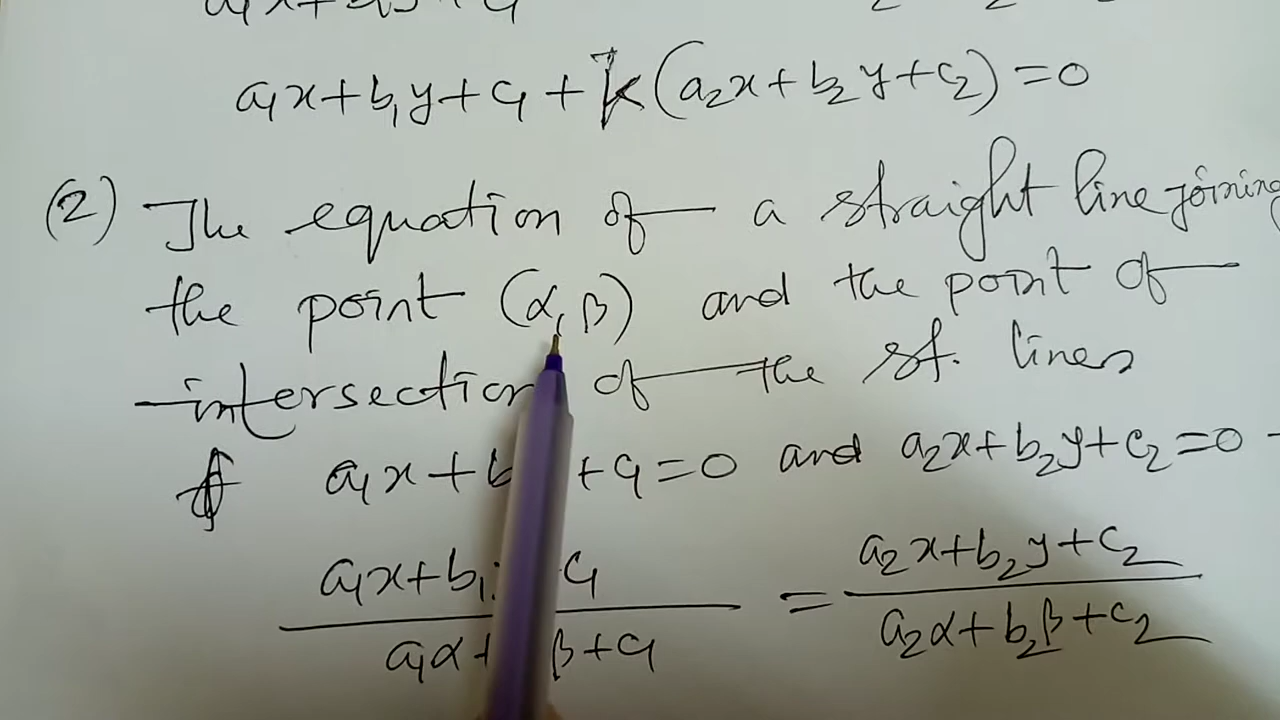 a₁x+b₁y+c₁+k(a₂x+b₂y+c₂)=0
(2) The equation of a straight line joining
the point (α,β) and the point of
intersection of the st. lines
a₁x+b +c₁=0 and a₂x+b₂y+c₂=0
a₁x+b₁ c₁ = a₂x+b₂y+c₂
a₁α+ β+c₁ a₂α+b₂β+c₂